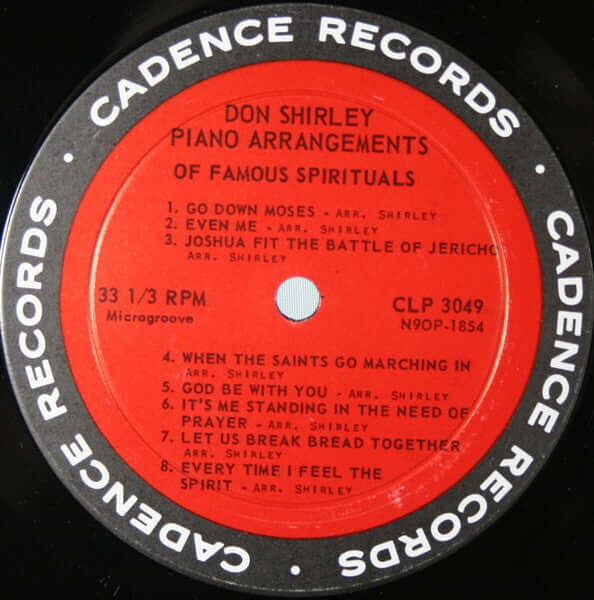 CADENCE RECORDS
CADENCE RECORDS
CADENCE RECORDS
CADENCE RECORDS
DON SHIRLEY
PIANO ARRANGEMENTS
OF FAMOUS SPIRITUALS
1. GO DOWN MOSES - ARR. SHIRLEY
2. EVEN ME - ARR. SHIRLEY
3. JOSHUA FIT THE BATTLE OF JERICHO
ARR. SHIRLEY
33 1/3 RPM
Microgroove
CLP 3049
N9OP-1854
4. WHEN THE SAINTS GO MARCHING IN
ARR. SHIRLEY
5. GOD BE WITH YOU - ARR. SHIRLEY
6. IT'S ME STANDING IN THE NEED OF
PRAYER - ARR. SHIRLEY
7. LET US BREAK BREAD TOGETHER
ARR. SHIRLEY
8. EVERY TIME I FEEL THE
SPIRIT - ARR. SHIRLEY